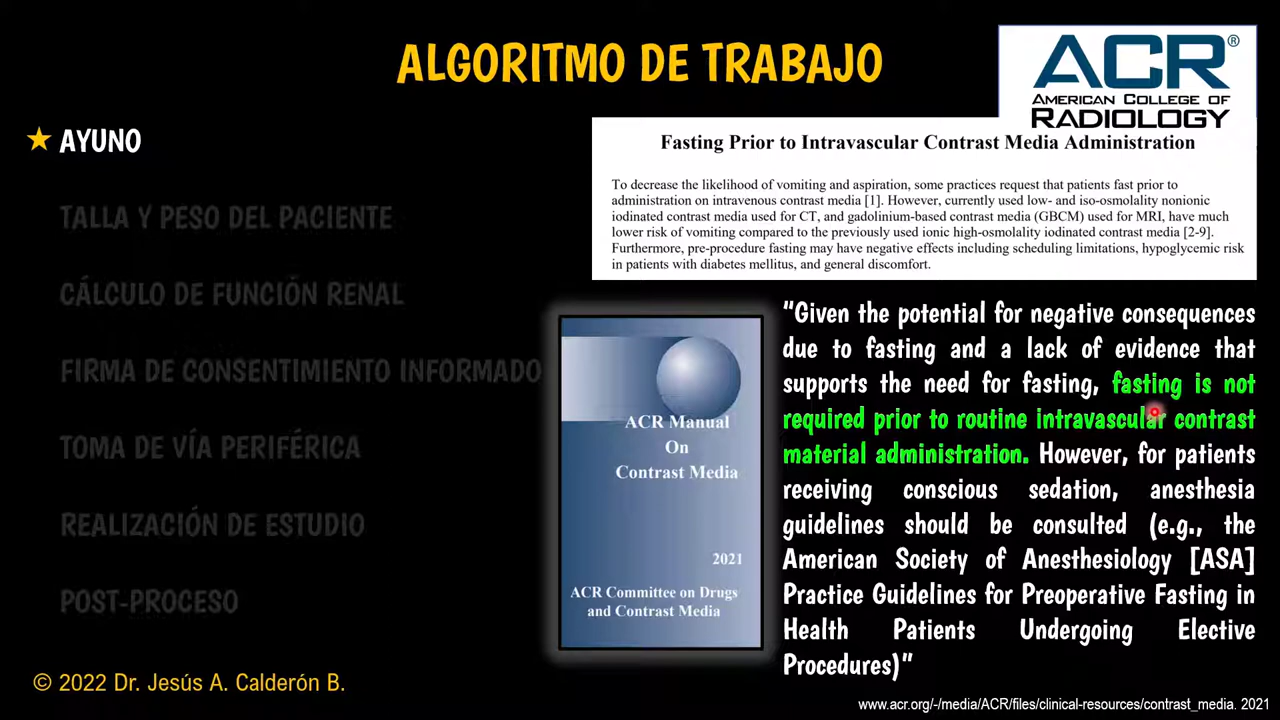 ALGORITMO DE TRABAJO
ACR®
AMERICAN COLLEGE OF
RADIOLOGY
AYUNO
TALLA Y PESO DEL PACIENTE
CÁLCULO DE FUNCIÓN RENAL
FIRMA DE CONSENTIMIENTO INFORMADO
TOMA DE VÍA PERIFÉRICA
REALIZACIÓN DE ESTUDIO
POST-PROCESO
Fasting Prior to Intravascular Contrast Media Administration
To decrease the likelihood of vomiting and aspiration, some practices request that patients fast prior to
administration on intravenous contrast media [1]. However, currently used low- and iso-osmolality nonionic
iodinated contrast media used for CT, and gadolinium-based contrast media (GBCM) used for MRI, have much
lower risk of vomiting compared to the previously used ionic high-osmolality iodinated contrast media [2-9].
Furthermore, pre-procedure fasting may have negative effects including scheduling limitations, hypoglycemic risk
in patients with diabetes mellitus, and general discomfort.
ACR Manual
On
Contrast Media
2021
ACR Committee on Drugs
and Contrast Media
“Given the potential for negative consequences
due to fasting and a lack of evidence that
supports the need for fasting, fasting is not
required prior to routine intravascular contrast
material administration. However, for patients
receiving conscious sedation, anesthesia
guidelines should be consulted (e.g., the
American Society of Anesthesiology [ASA]
Practice Guidelines for Preoperative Fasting in
Health Patients Undergoing Elective
Procedures)”
© 2022 Dr. Jesús A. Calderón B.
www.acr.org/-/media/ACR/files/clinical-resources/contrast_media. 2021